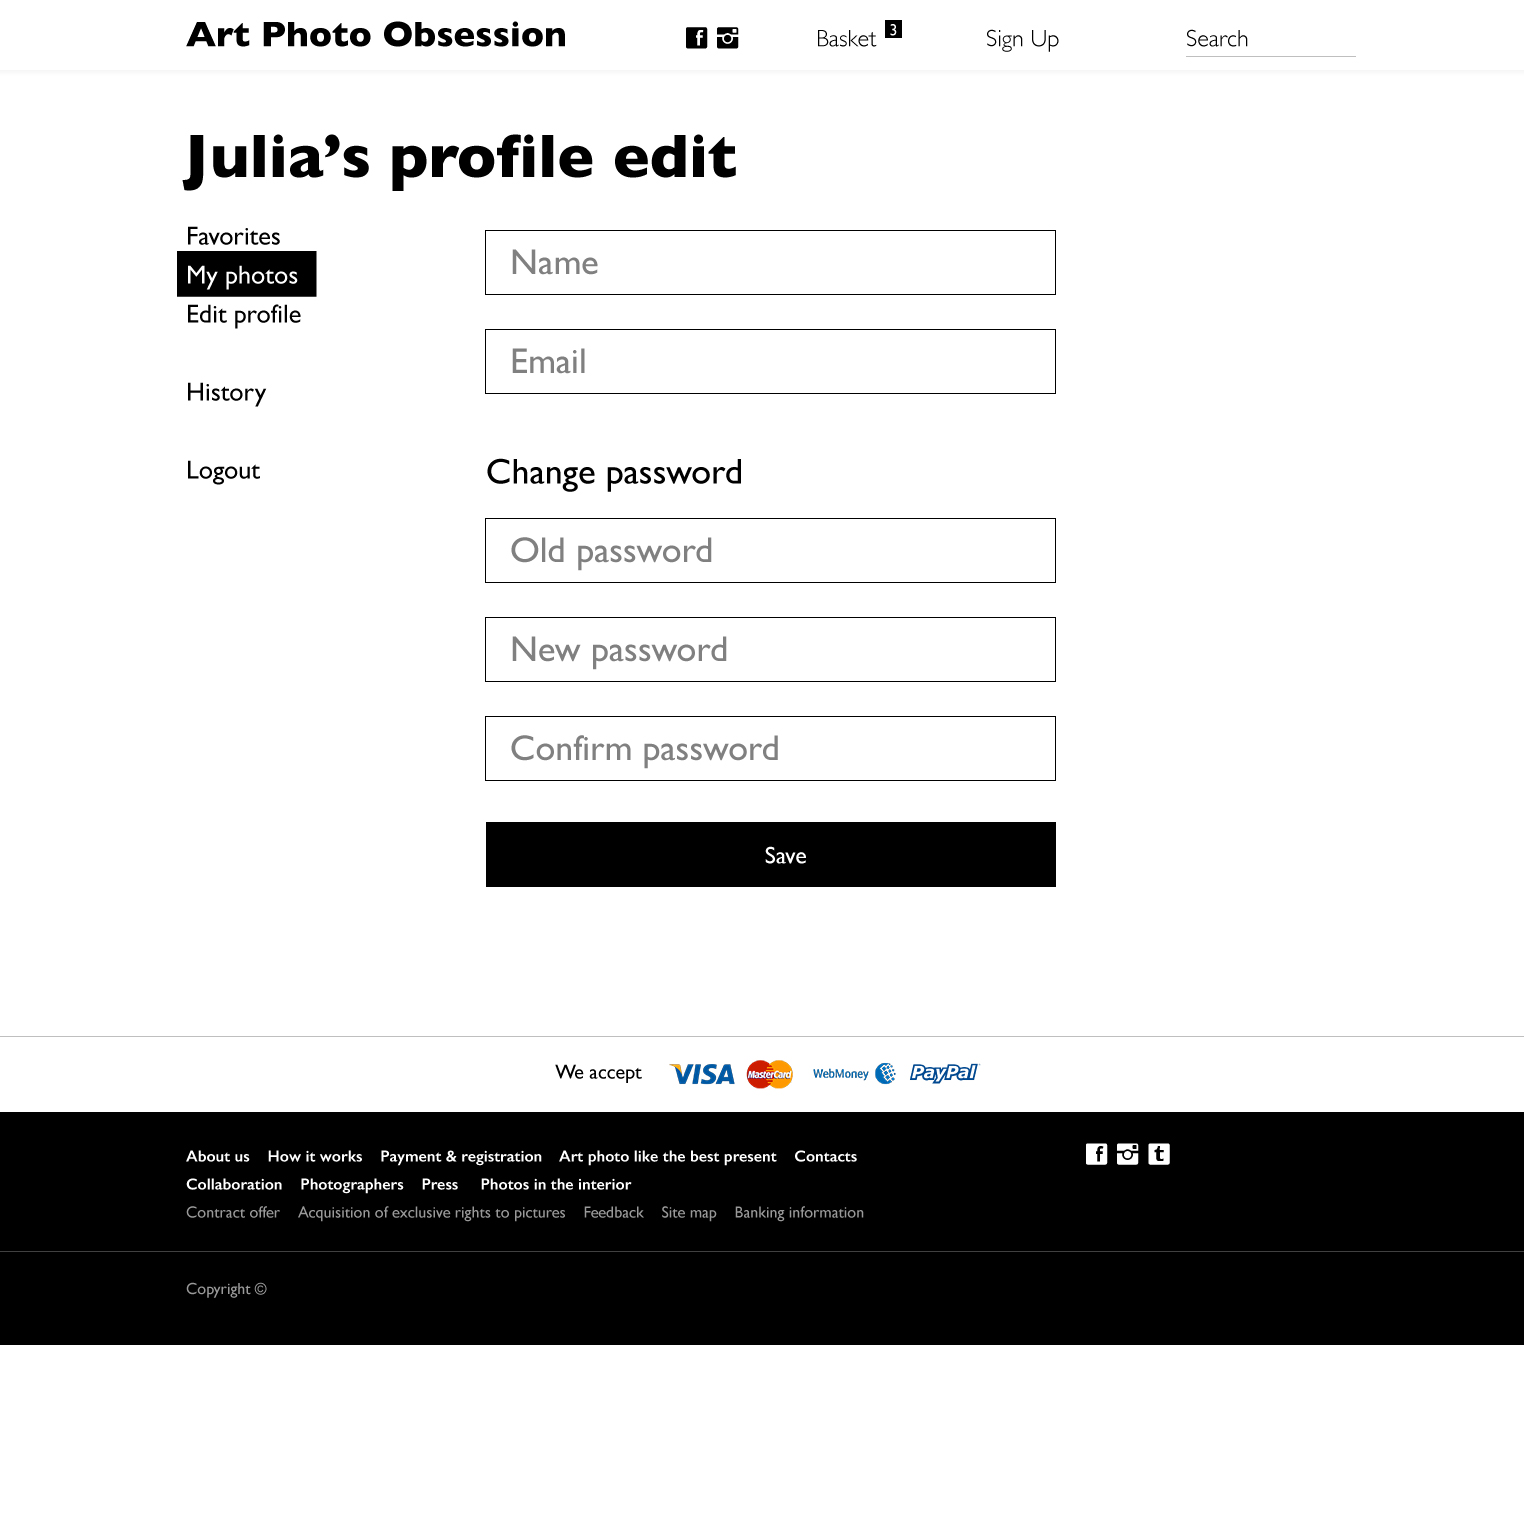 Art Photo Obsession
Basket 3
Sign Up
Search
Julia's profile edit
Favorites
My photos
Edit profile
History
Logout
Name
Email
Change password
Old password
New password
Confirm password
Save
We accept VISA MasterCard WebMoney PayPal
About us How it works Payment & registration Art photo like the best present Contacts
Collaboration Photographers Press Photos in the interior
Contract offer Acquisition of exclusive rights to pictures Feedback Site map Banking information
Copyright ©